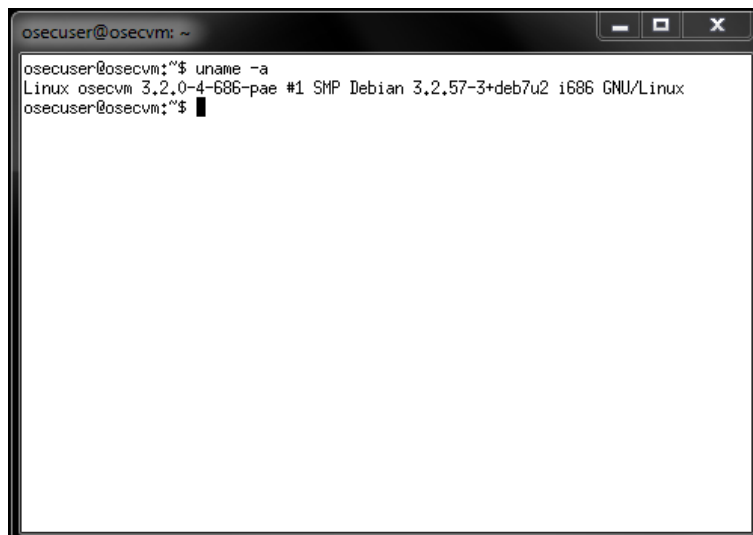 osecuser@osecvm: ~
osecuser@osecvm:~$ uname -a
Linux osecvm 3.2.0-4-686-pae #1 SMP Debian 3.2.57-3+deb7u2 i686 GNU/Linux
osecuser@osecvm:~$